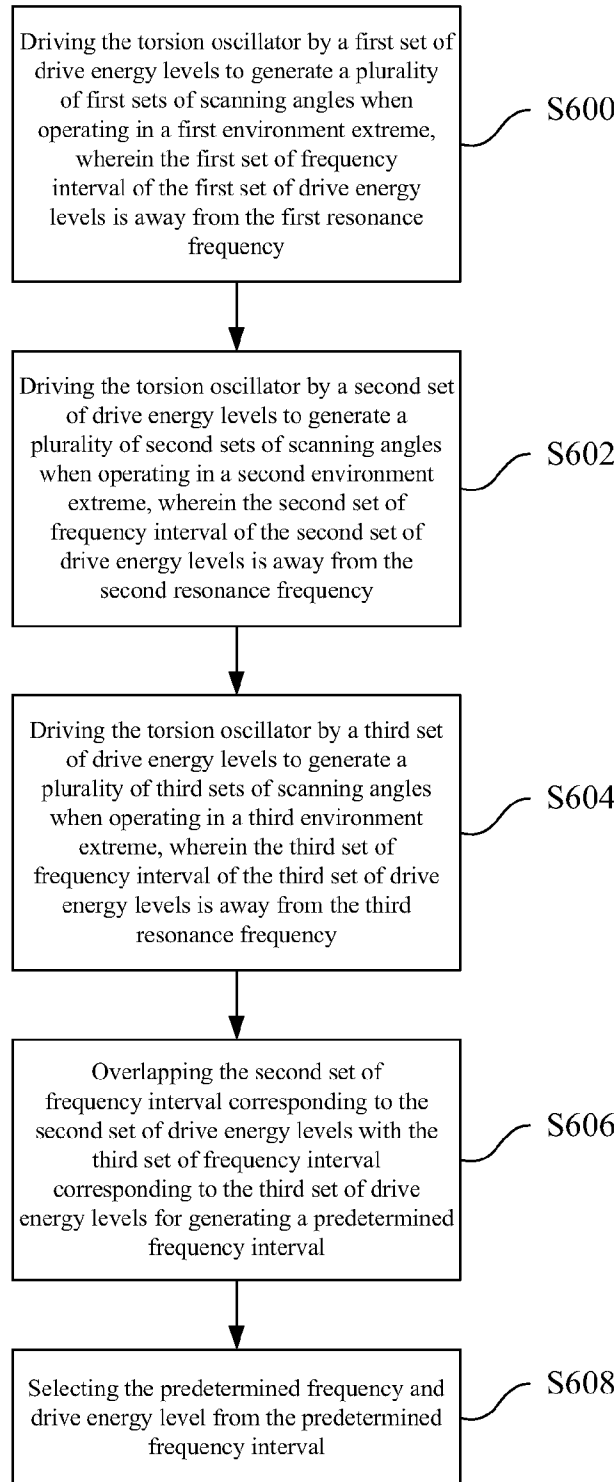 Driving the torsion oscillator by a first set of
drive energy levels to generate a plurality
of first sets of scanning angles when
operating in a first environment extreme,
wherein the first set of frequency
interval of the first set of drive energy
levels is away from the first resonance
frequency
S600
Driving the torsion oscillator by a second set
of drive energy levels to generate a
plurality of second sets of scanning angles
when operating in a second environment
extreme, wherein the second set of
frequency interval of the second set of
drive energy levels is away from the
second resonance frequency
S602
Driving the torsion oscillator by a third set
of drive energy levels to generate a
plurality of third sets of scanning angles
when operating in a third environment
extreme, wherein the third set of
frequency interval of the third set of drive
energy levels is away from the third
resonance frequency
S604
Overlapping the second set of
frequency interval corresponding to the
second set of drive energy levels with the
third set of frequency interval
corresponding to the third set of drive
energy levels for generating a predetermined
frequency interval
S606
Selecting the predetermined frequency and
drive energy level from the predetermined
frequency interval
S608